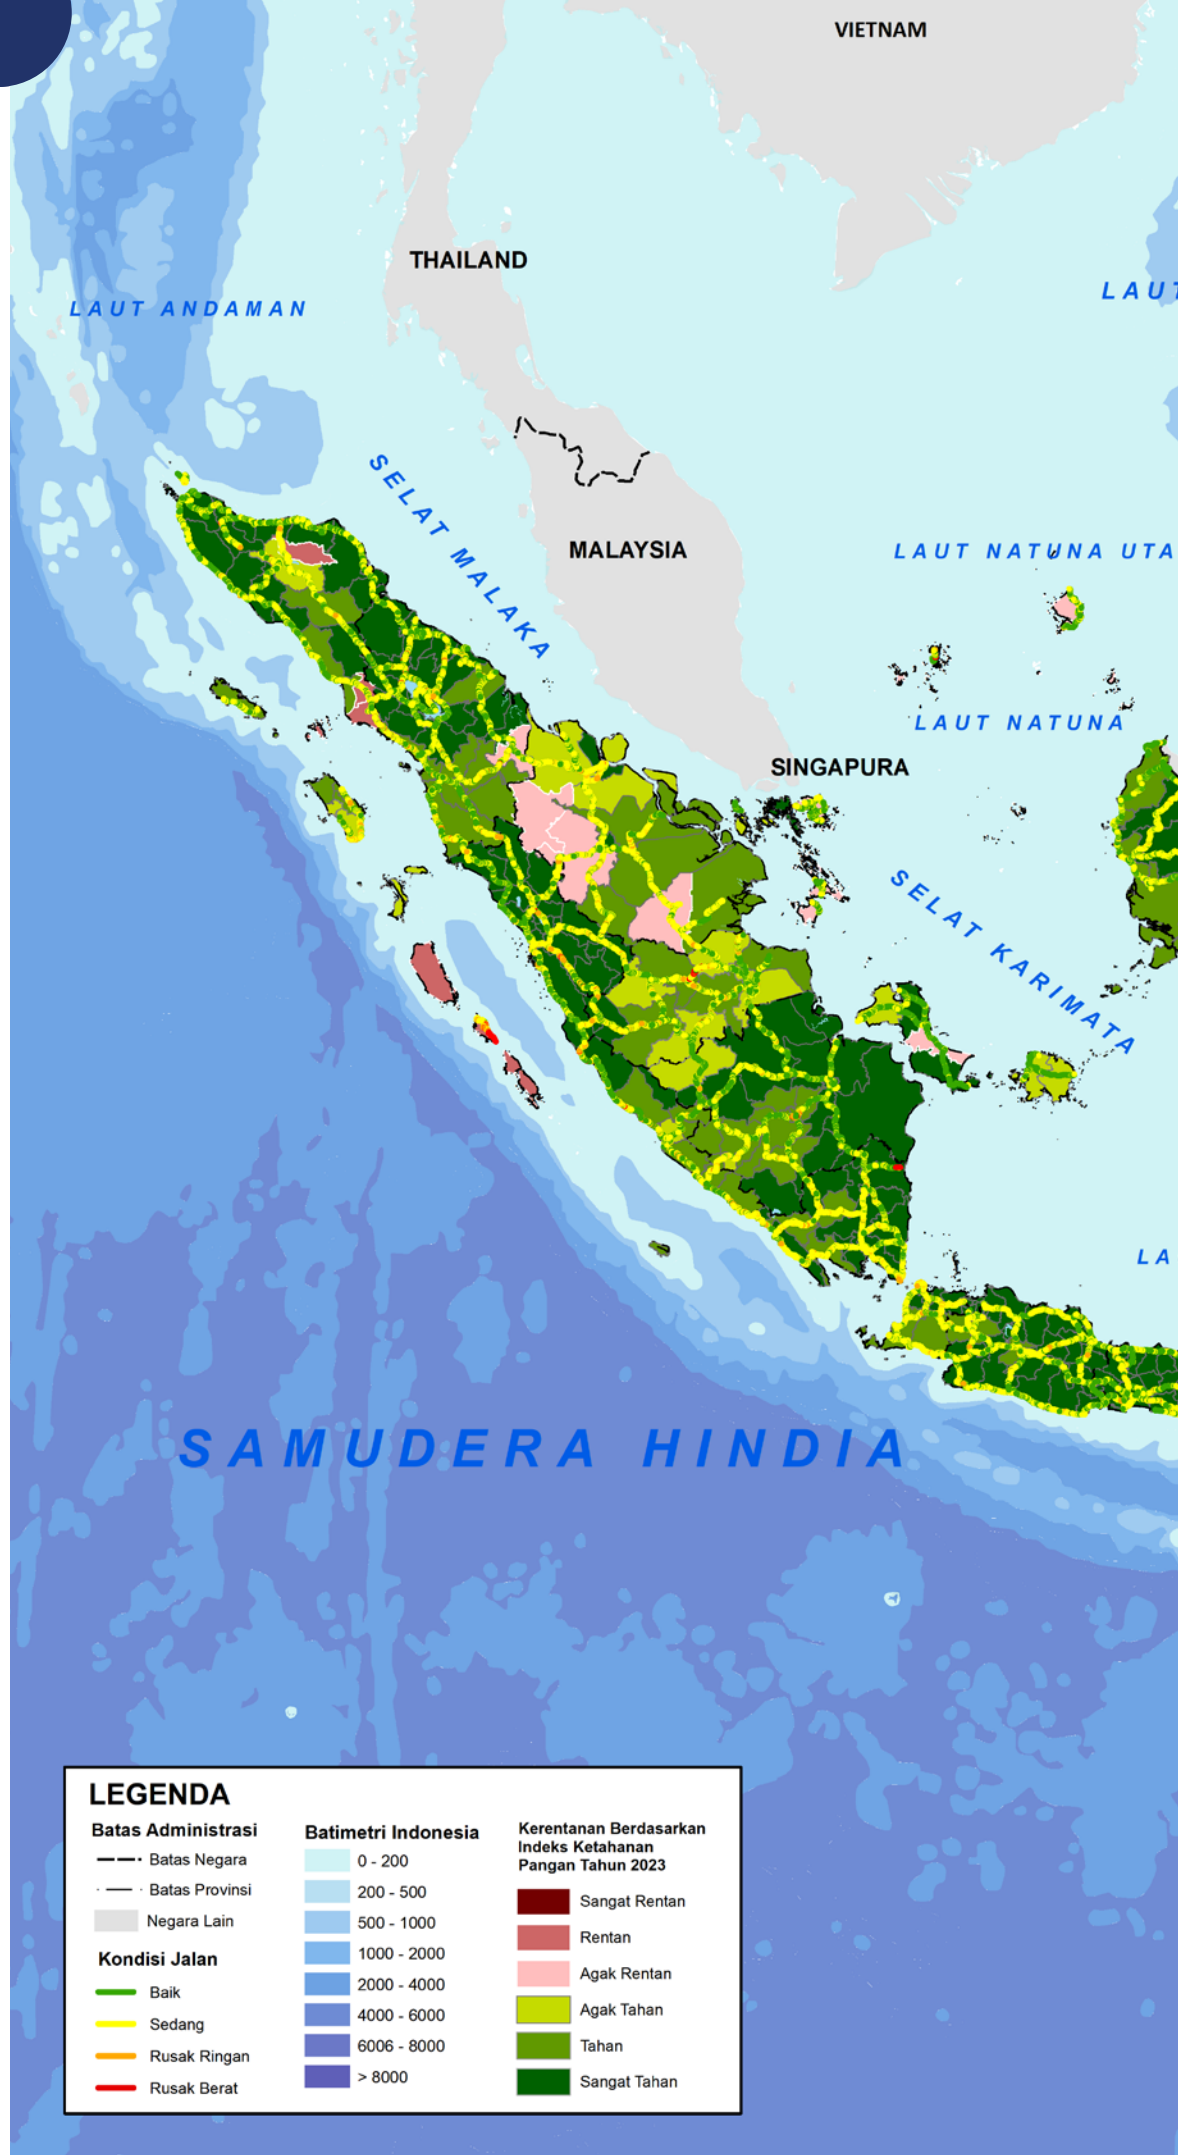 VIETNAM
THAILAND
LAUT ANDAMAN
LAUT
SELAT MALAKA
MALAYSIA
LAUT NATUNA UTA
LAUT NATUNA
SINGAPURA
SELAT KARIMATA
LA
SAMUDERA HINDIA
LEGENDA
Batas Administrasi
Batas Negara
Batas Provinsi
Negara Lain
Kondisi Jalan
Baik
Sedang
Rusak Ringan
Rusak Berat
Batimetri Indonesia
0 - 200
200 - 500
500 - 1000
1000 - 2000
2000 - 4000
4000 - 6000
6006 - 8000
> 8000
Kerentanan Berdasarkan
Indeks Ketahanan
Pangan Tahun 2023
Sangat Rentan
Rentan
Agak Rentan
Agak Tahan
Tahan
Sangat Tahan